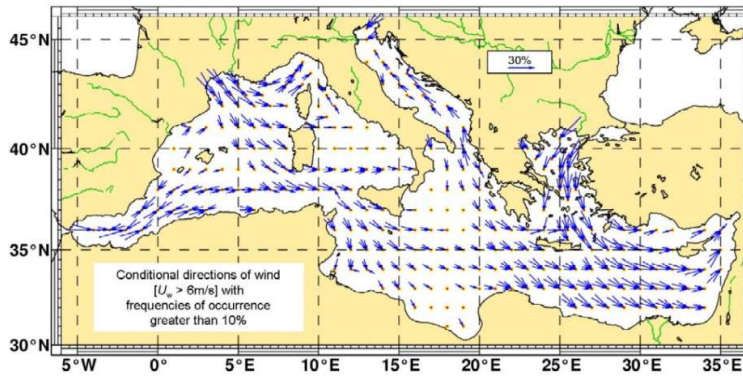 45°N
30%
40°N
35°N
Conditional directions of wind
[Uw > 6m/s] with
frequencies of occurrence
greater than 10%
30°N
5°W 0° 5°E 10°E 15°E 20°E 25°E 30°E 35°E